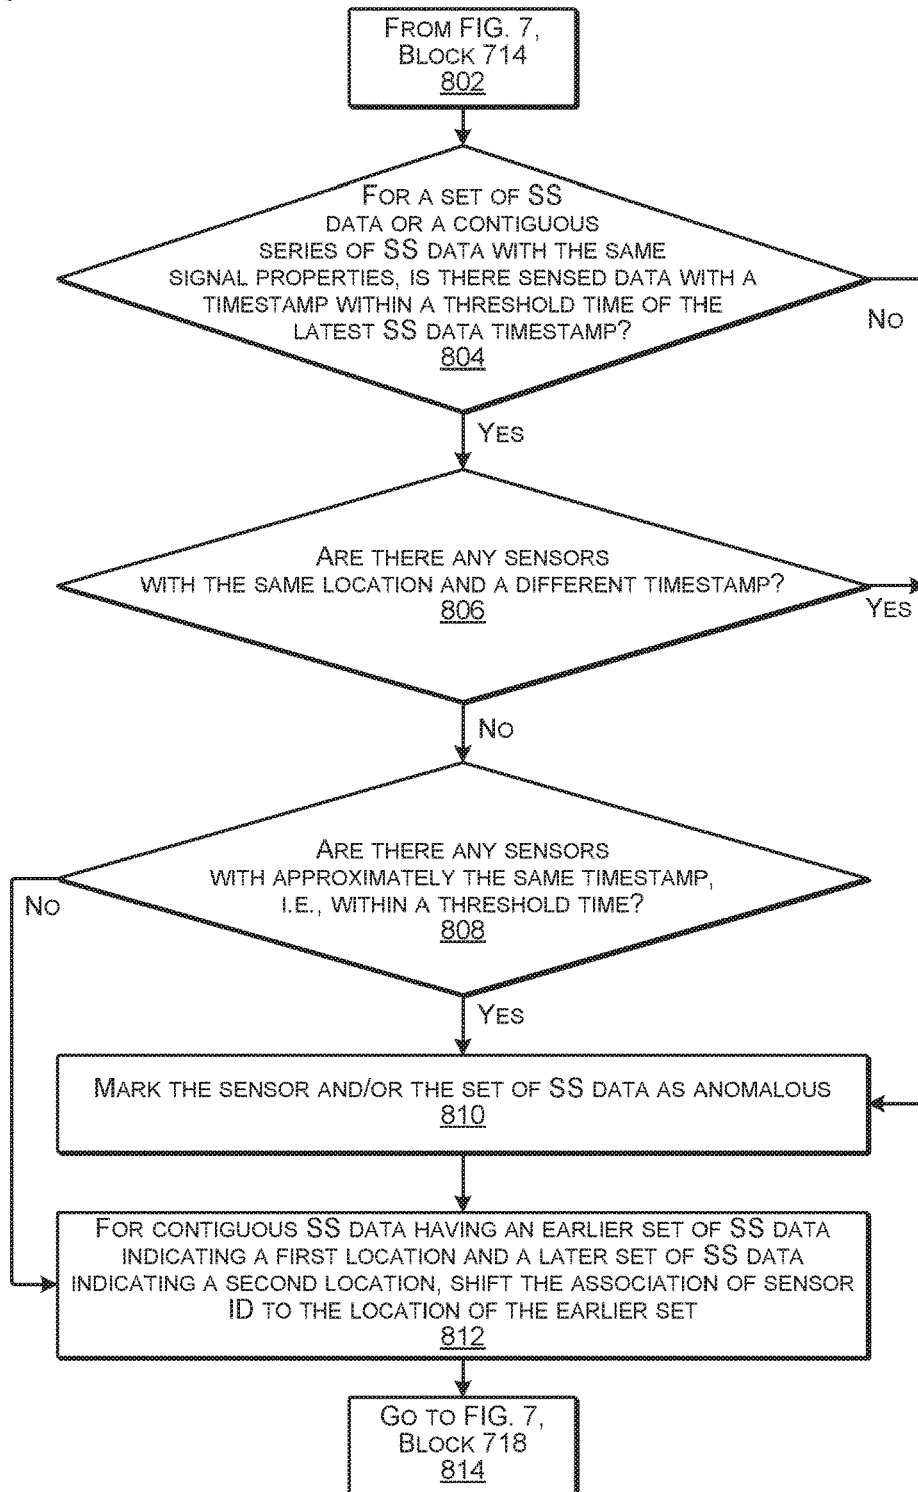 FROM FIG. 7,
BLOCK 714
802
FOR A SET OF SS
DATA OR A CONTIGUOUS
SERIES OF SS DATA WITH THE SAME
SIGNAL PROPERTIES, IS THERE SENSED DATA WITH A
TIMESTAMP WITHIN A THRESHOLD TIME OF THE
LATEST SS DATA TIMESTAMP?
804
NO
YES
ARE THERE ANY SENSORS
WITH THE SAME LOCATION AND A DIFFERENT TIMESTAMP?
806
YES
NO
ARE THERE ANY SENSORS
WITH APPROXIMATELY THE SAME TIMESTAMP,
I.E., WITHIN A THRESHOLD TIME?
808
NO
YES
MARK THE SENSOR AND/OR THE SET OF SS DATA AS ANOMALOUS
810
FOR CONTIGUOUS SS DATA HAVING AN EARLIER SET OF SS DATA
INDICATING A FIRST LOCATION AND A LATER SET OF SS DATA
INDICATING A SECOND LOCATION, SHIFT THE ASSOCIATION OF SENSOR
ID TO THE LOCATION OF THE EARLIER SET
812
GO TO FIG. 7,
BLOCK 718
814